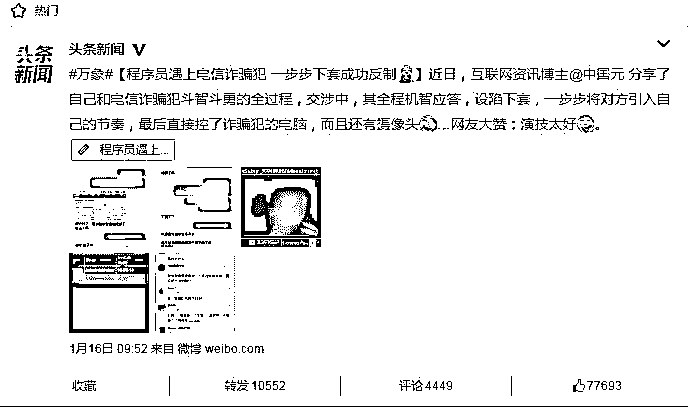 热门
头条
新闻
头条新闻 V
#万象#【程序员遇上电信诈骗犯 一步步下套成功反制】近日，互联网资讯博主@中国元 分享了
自己和电信诈骗犯斗智斗勇的全过程，交涉中，其全程机智应答，设陷下套，一步步将对方引入自
己的节奏，最后直接控了诈骗犯的电脑，而且还有摄像头...网友大赞：演技太好。
程序员遇上...
1月16日 09:52 来自 微博 weibo.com
收藏
转发 10552
评论 4449
77693